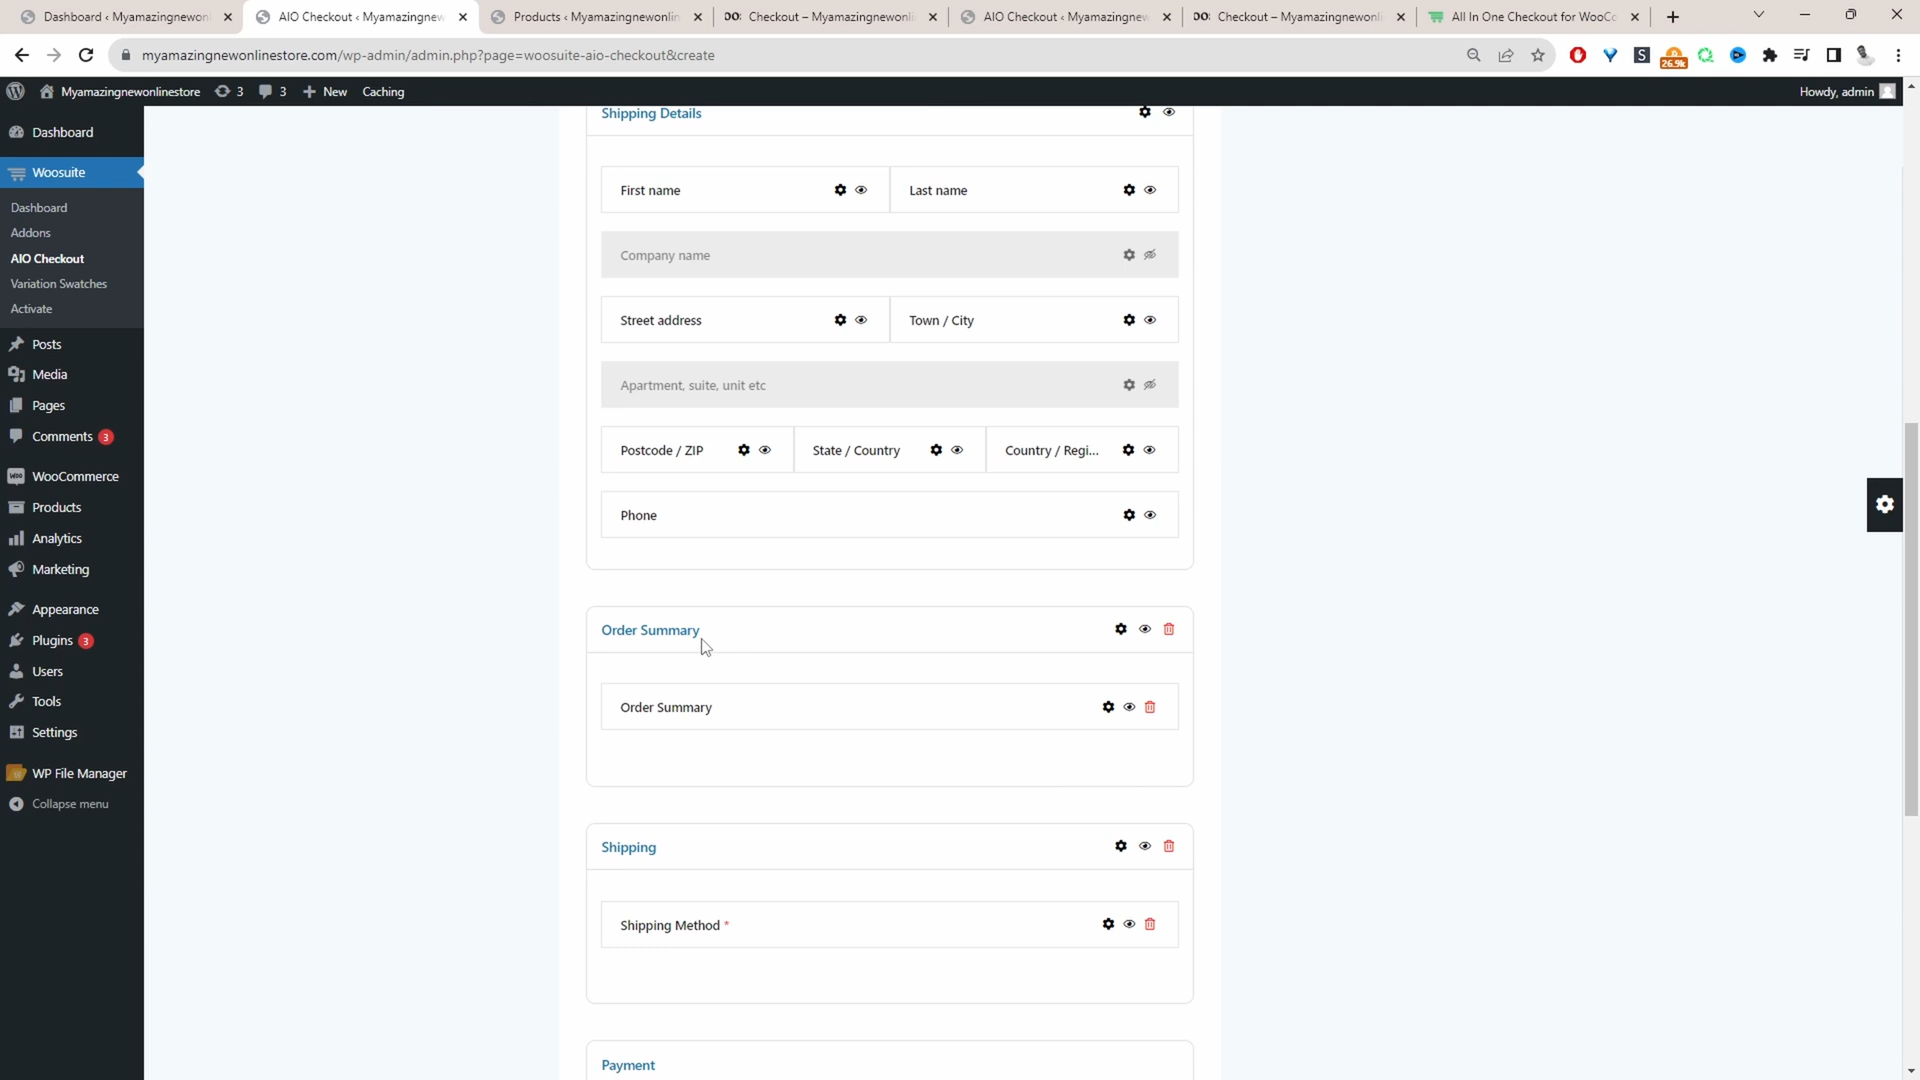 Dashboard ‹ Myamazingnewonl
AIO Checkout ‹ Myamazingnew
Products ‹ Myamazingnewonlin
Checkout – Myamazingnewonli
AIO Checkout ‹ Myamazingnew
Checkout – Myamazingnewonli
All In One Checkout for WooCo
myamazingnewonlinestore.com/wp-admin/admin.php?page=woosuite-aio-checkout&create
26.9k
Myamazingnewonlinestore
3
3
New
Caching
Howdy, admin
Dashboard
Woosuite
Dashboard
Addons
AIO Checkout
Variation Swatches
Activate
Posts
Media
Pages
Comments 3
WooCommerce
Products
Analytics
Marketing
Appearance
Plugins 3
Users
Tools
Settings
WP File Manager
Collapse menu
Shipping Details
First name
Last name
Company name
Street address
Town / City
Apartment, suite, unit etc
Postcode / ZIP
State / Country
Country / Regi...
Phone
Order Summary
Order Summary
Shipping
Shipping Method *
Payment